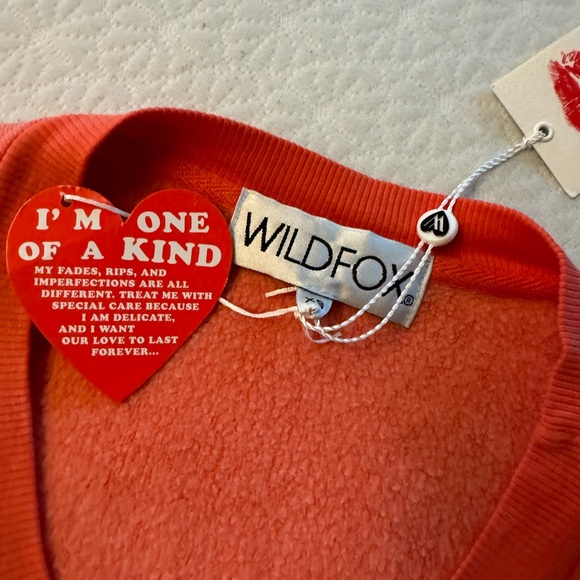 I'M ONE
OF A KIND
MY FADES, RIPS, AND
IMPERFECTIONS ARE ALL
DIFFERENT. TREAT ME WITH
SPECIAL CARE BECAUSE
I AM DELICATE,
AND I WANT
OUR LOVE TO LAST
FOREVER...
WILDFOX®